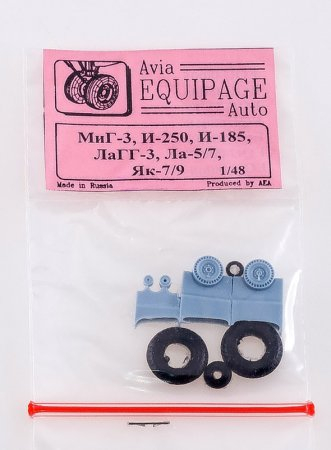 Avia
EQUIPAGE
Auto
МиГ-3, И-250, И-185,
ЛаГГ-3, Ла-5/7,
Як-7/9 1/48
Made in Russia Produced by AEA